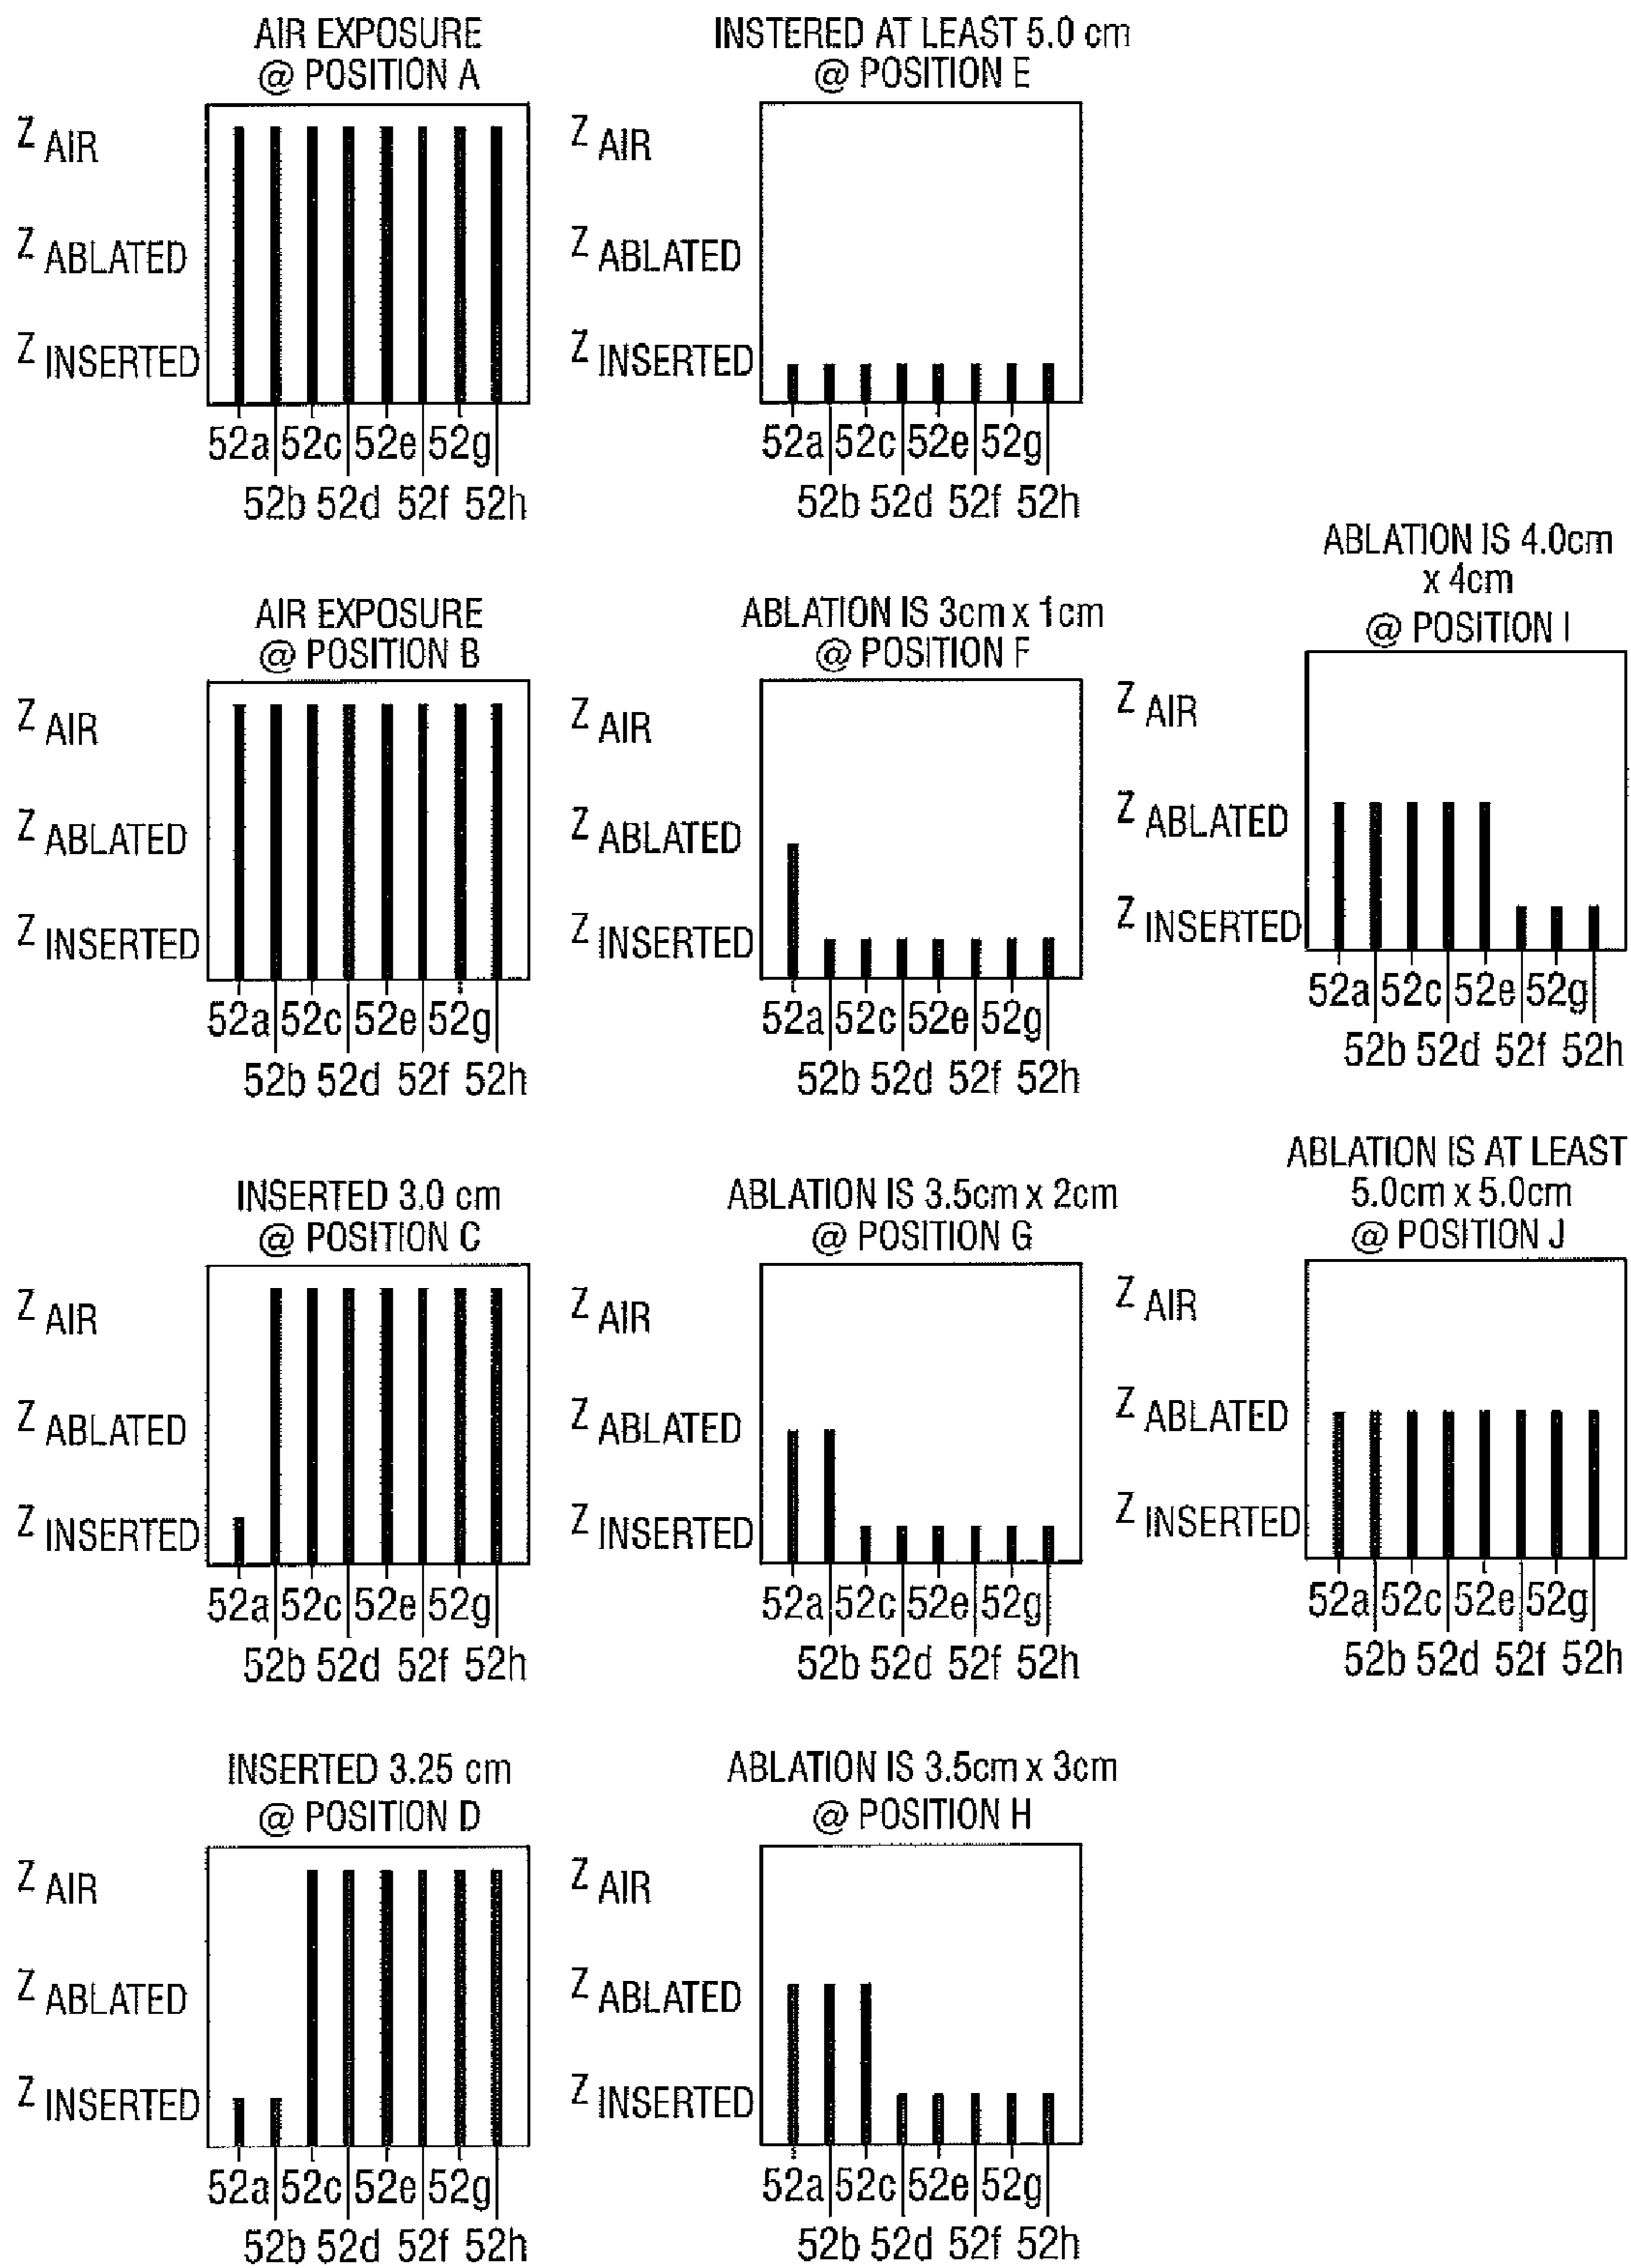 AIR EXPOSURE
@ POSITION A
Z AIR
Z ABLATED
Z INSERTED
52a 52c 52e 52g
52b 52d 52f 52h
INSTERED AT LEAST 5.0 cm
@ POSITION E
Z AIR
Z ABLATED
Z INSERTED
52a 52c 52e 52g
52b 52d 52f 52h
AIR EXPOSURE
@ POSITION B
Z AIR
Z ABLATED
Z INSERTED
52a 52c 52e 52g
52b 52d 52f 52h
ABLATION IS 3cm x 1cm
@ POSITION F
Z AIR
Z ABLATED
Z INSERTED
52a 52c 52e 52g
52b 52d 52f 52h
ABLATION IS 4.0cm
x 4cm
@ POSITION I
Z AIR
Z ABLATED
Z INSERTED
52a 52c 52e 52g
52b 52d 52f 52h
INSERTED 3.0 cm
@ POSITION C
Z AIR
Z ABLATED
Z INSERTED
52a 52c 52e 52g
52b 52d 52f 52h
ABLATION IS 3.5cm x 2cm
@ POSITION G
Z AIR
Z ABLATED
Z INSERTED
52a 52c 52e 52g
52b 52d 52f 52h
ABLATION IS AT LEAST
5.0cm x 5.0cm
@ POSITION J
Z AIR
Z ABLATED
Z INSERTED
52a 52c 52e 52g
52b 52d 52f 52h
INSERTED 3.25 cm
@ POSITION D
Z AIR
Z ABLATED
Z INSERTED
52a 52c 52e 52g
52b 52d 52f 52h
ABLATION IS 3.5cm x 3cm
@ POSITION H
Z AIR
Z ABLATED
Z INSERTED
52a 52c 52e 52g
52b 52d 52f 52h